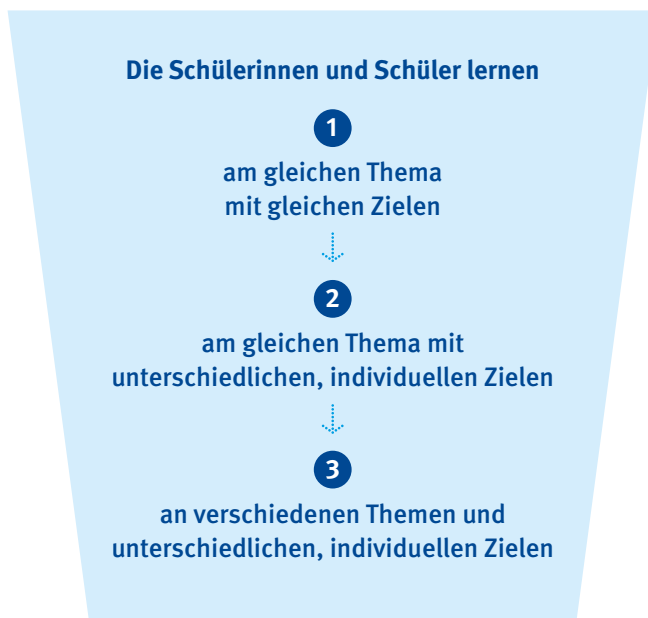 Die Schülerinnen und Schüler lernen
1
am gleichen Thema
mit gleichen Zielen
2
am gleichen Thema mit
unterschiedlichen, individuellen Zielen
3
an verschiedenen Themen und
unterschiedlichen, individuellen Zielen